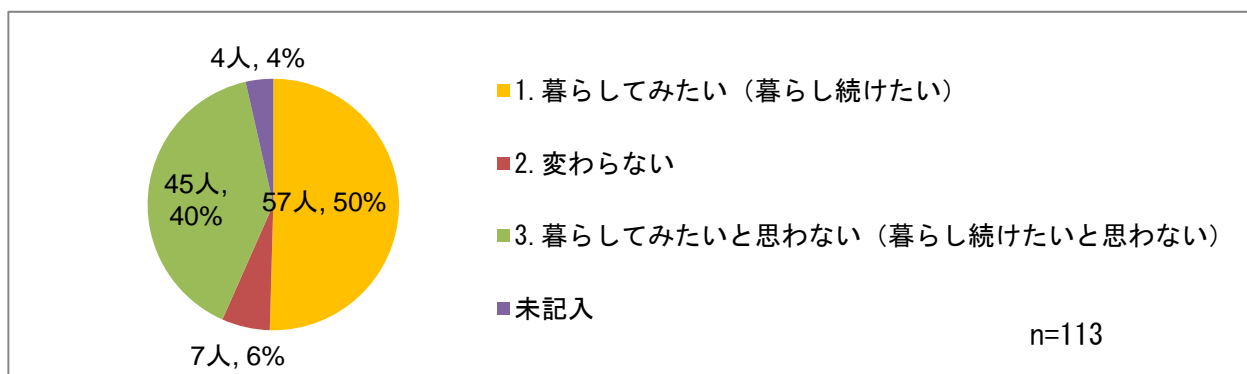 4人, 4%
45人,
40%
57人, 50%
7人, 6%
1. 暮らしてみたい（暮らし続けたい）
2. 変わらない
3. 暮らしてみたいと思わない（暮らし続けたいと思わない）
未記入
n=113